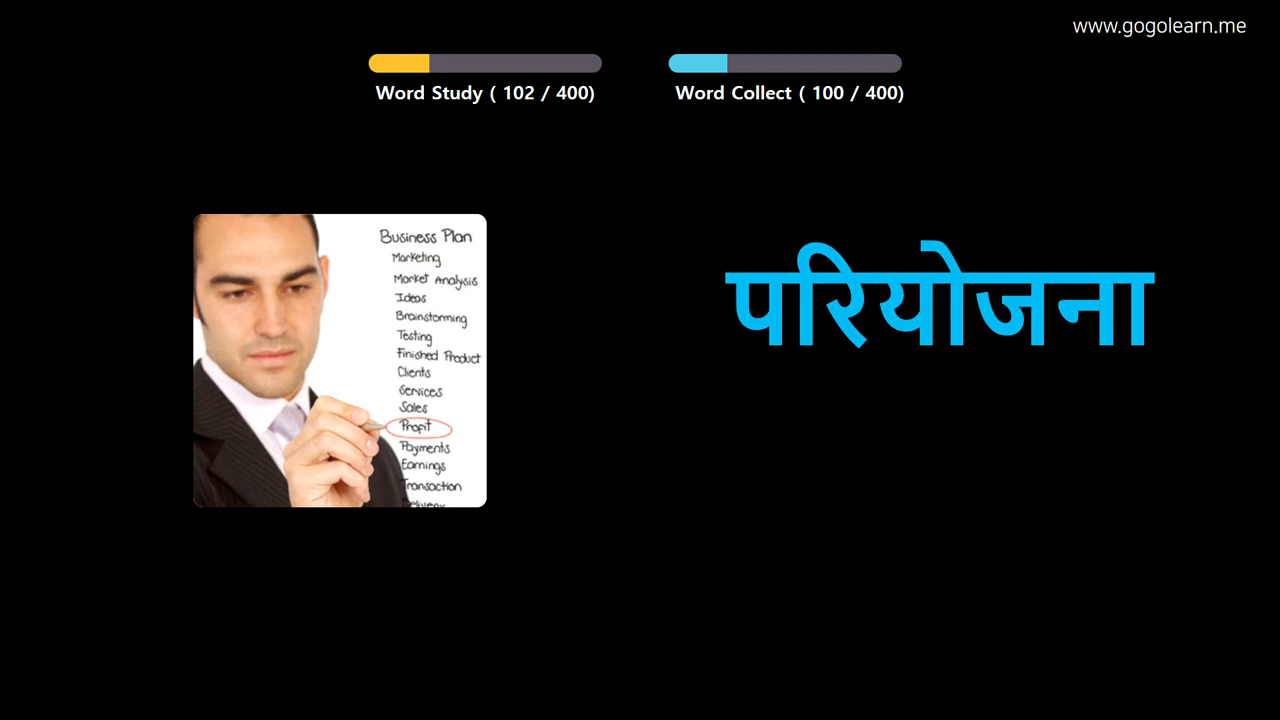 www.gogolearn.me
Word Study ( 102 / 400)
Word Collect ( 100 / 400)
परियोजना
Business Plan
Marketing
Market Analysis
Ideas
Brainstorming
Testing
Finished Product
Clients
Services
Sales
Profit
Payments
Earnings
Transaction
Delivery